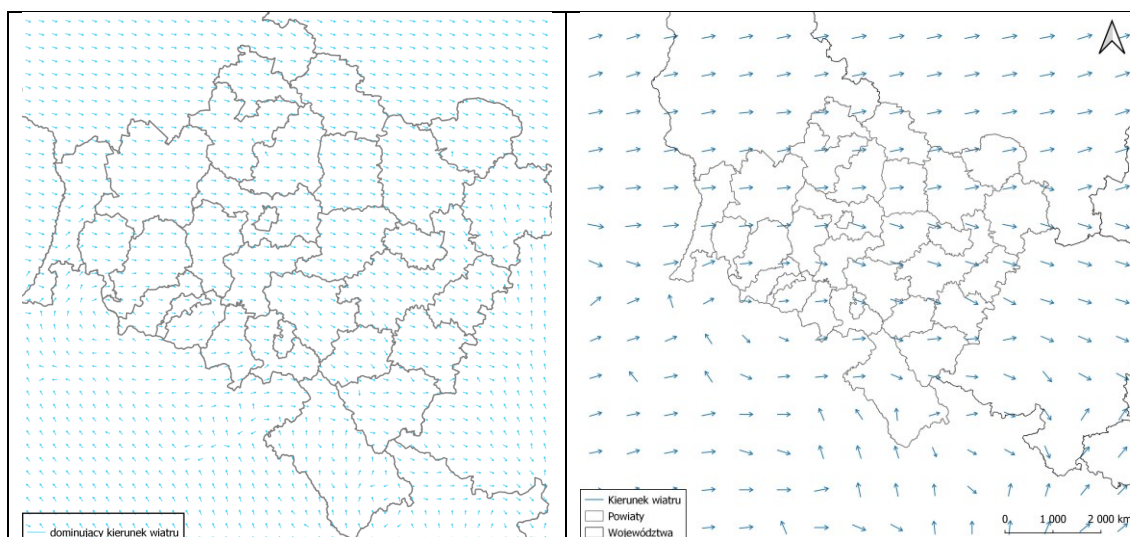 dominujący kierunek wiatru
Kierunek wiatru
Powiaty
Województwa
0 1 000 2 000 km